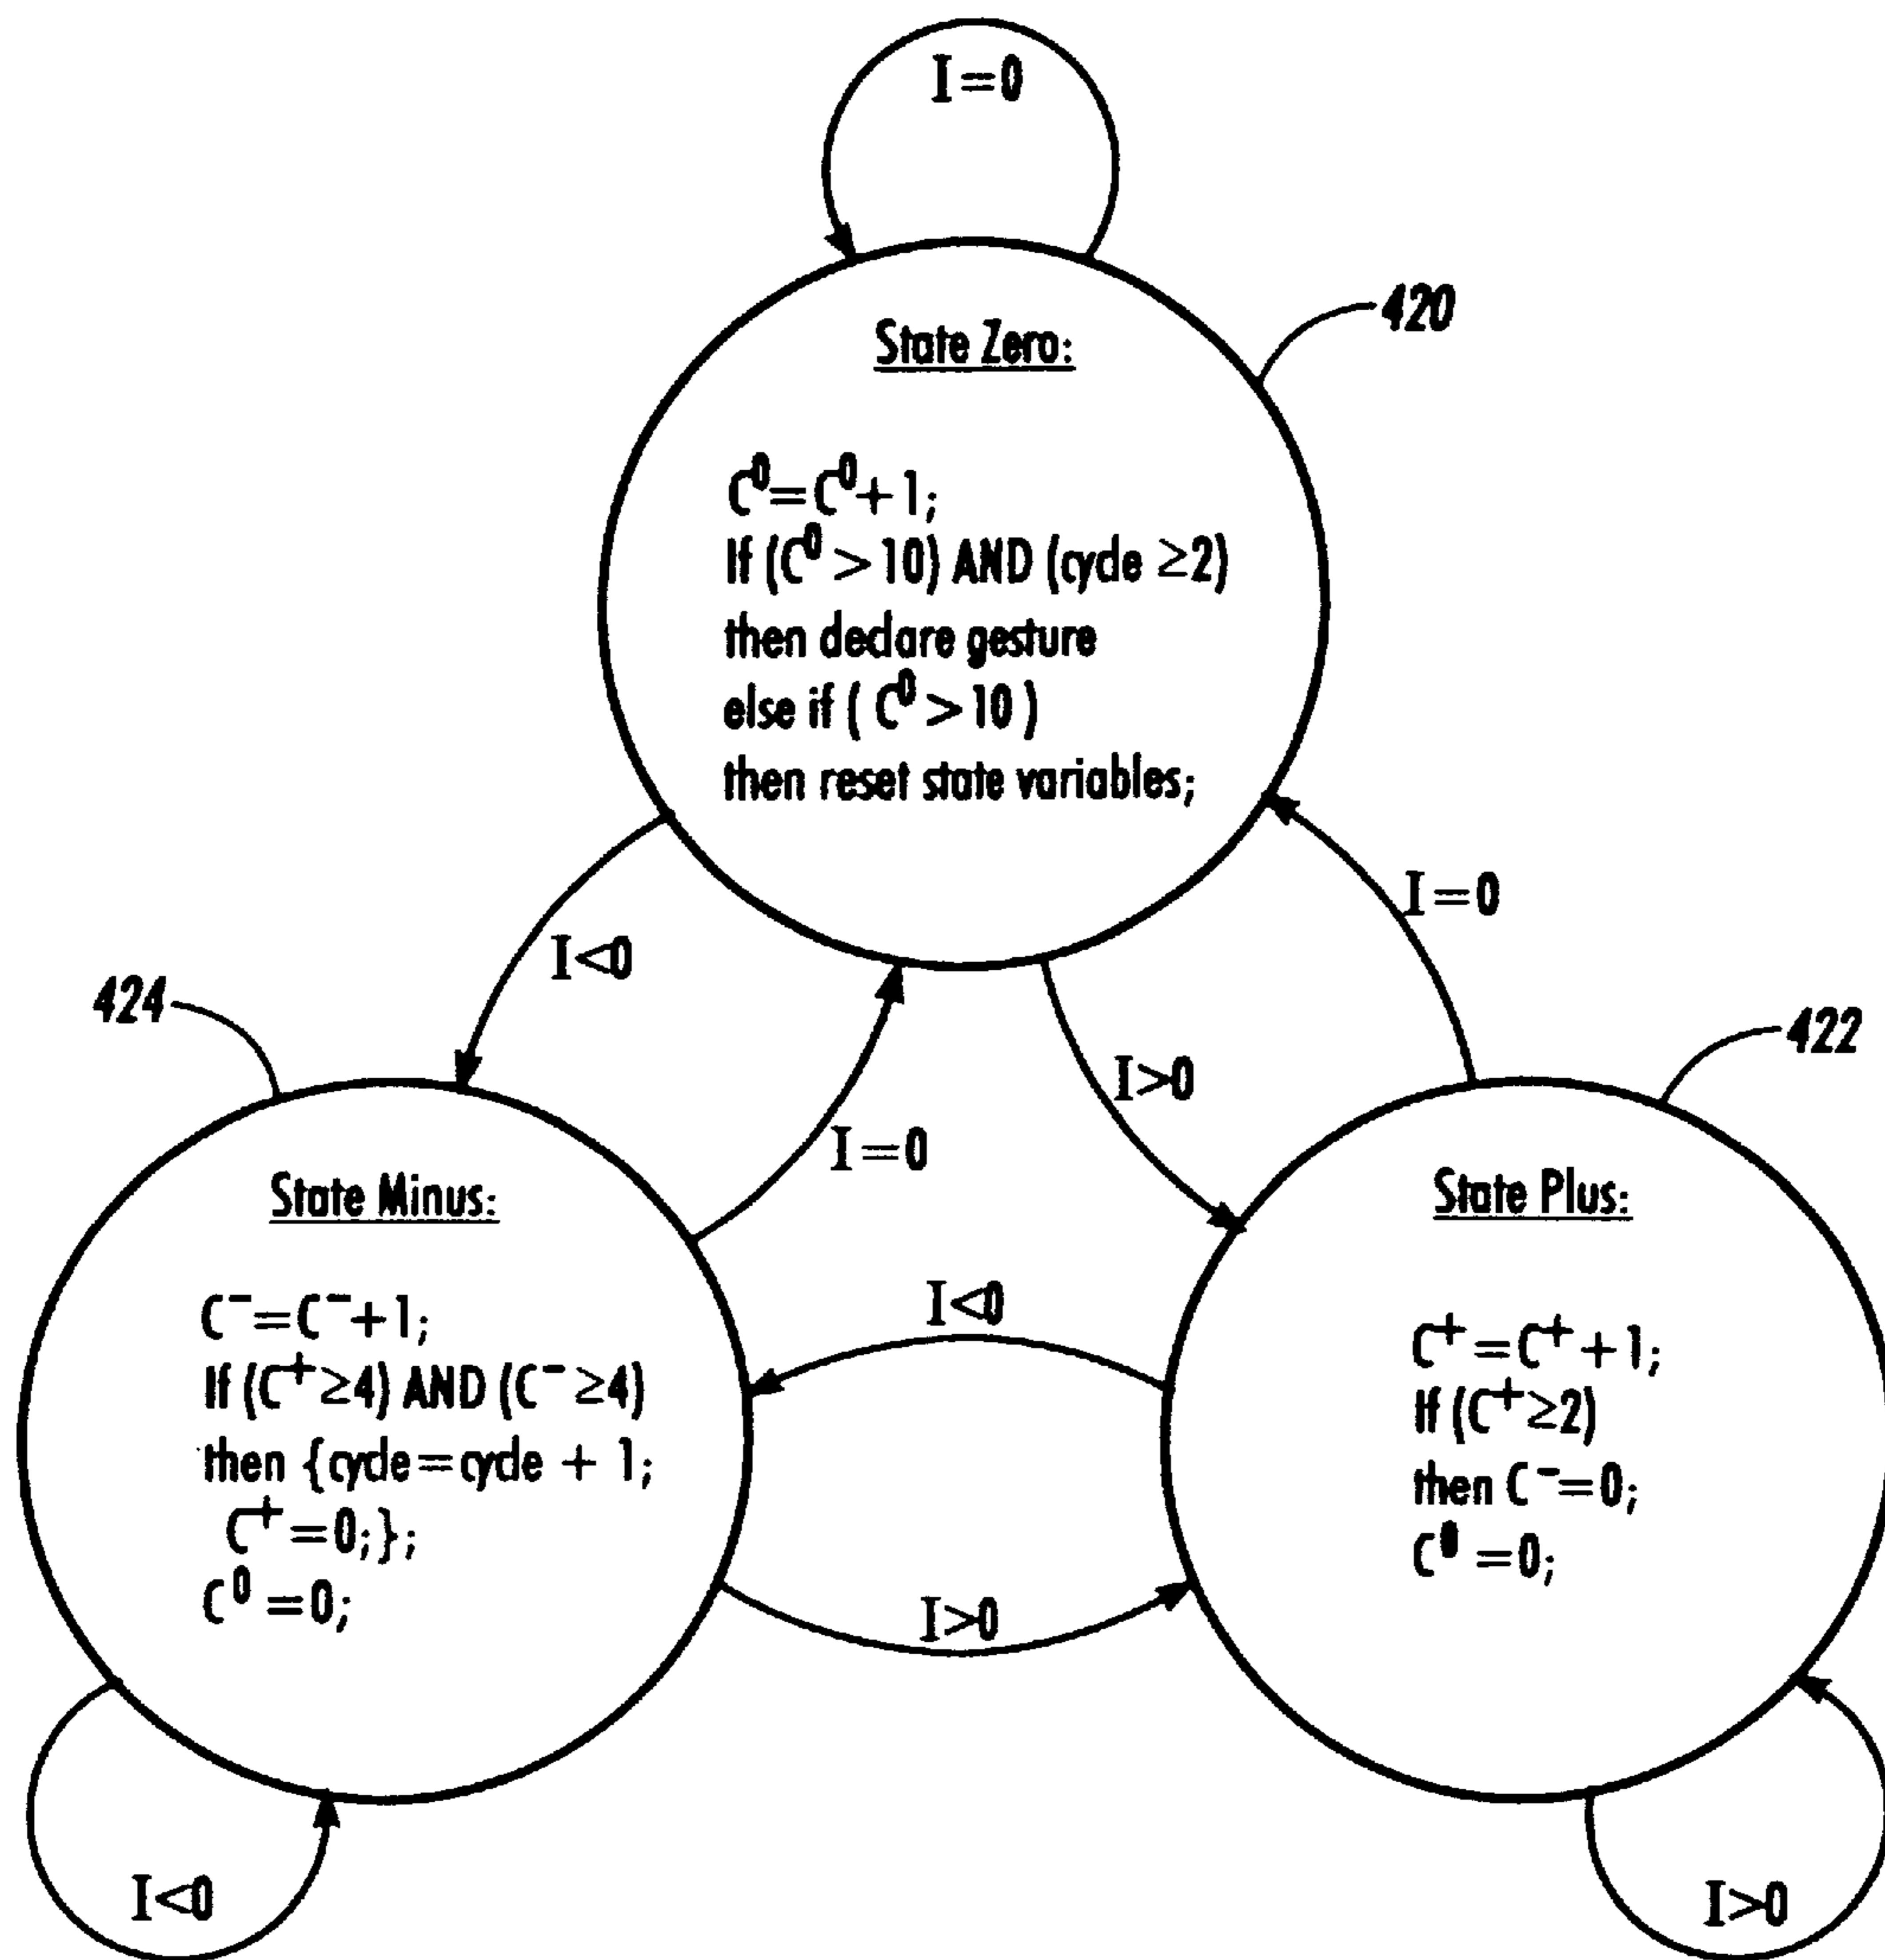 I=0
420
State Zero:
C⁰=C⁰+1;
If (C⁰>10) AND (cycle ≥2)
then declare gesture
else if ( C⁰>10 )
then reset state variables;
I=0
I<0
424
422
I>0
I=0
State Minus:
C⁻=C⁻+1;
If (C⁺≥4) AND (C⁻≥4)
then {cycle=cycle + 1;
C⁺=0;};
C⁰=0;
State Plus:
C⁺=C⁺+1;
If (C⁺≥2)
then C⁻=0;
C⁰=0;
I<0
I>0
I<0
I>0